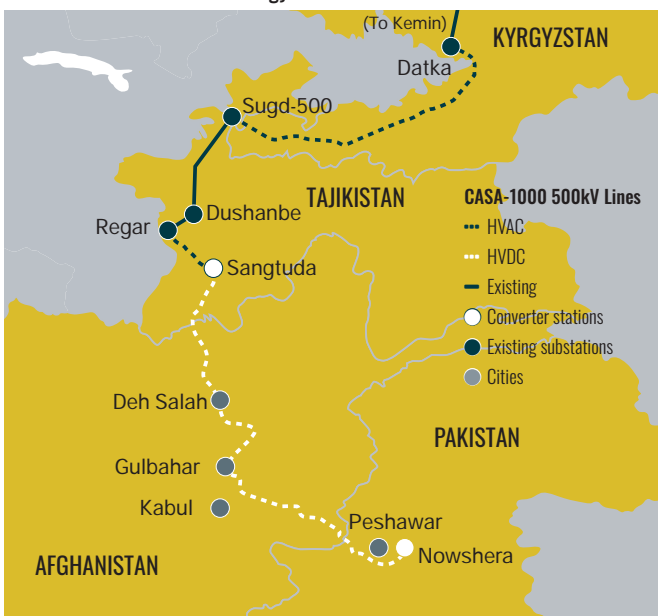 (To Kemin)
KYRGYZSTAN
Datka
Sugd-500
TAJIKISTAN
CASA-1000 500kV Lines
HVAC
HVDC
Existing
Converter stations
Existing substations
Cities
Dushanbe
Regar
Sangtuda
Deh Salah
PAKISTAN
Gulbahar
Kabul
Peshawar
Nowshera
AFGHANISTAN